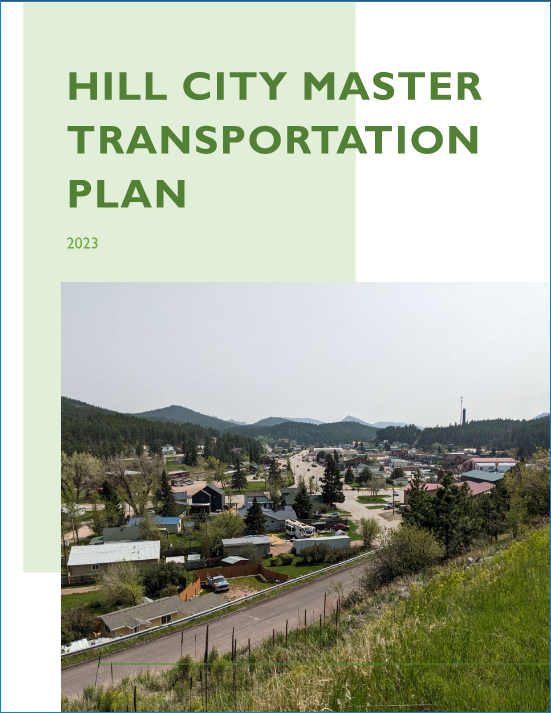 HILL CITY MASTER
TRANSPORTATION
PLAN
2023